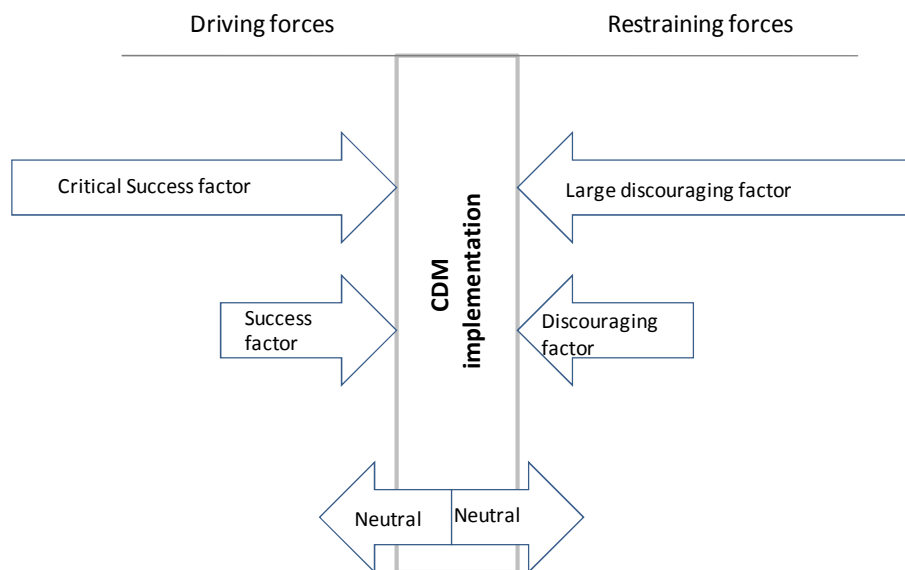 Driving forces
Restraining forces
Critical Success factor
Large discouraging factor
CDM
implementation
Success
factor
Discouraging
factor
Neutral
Neutral